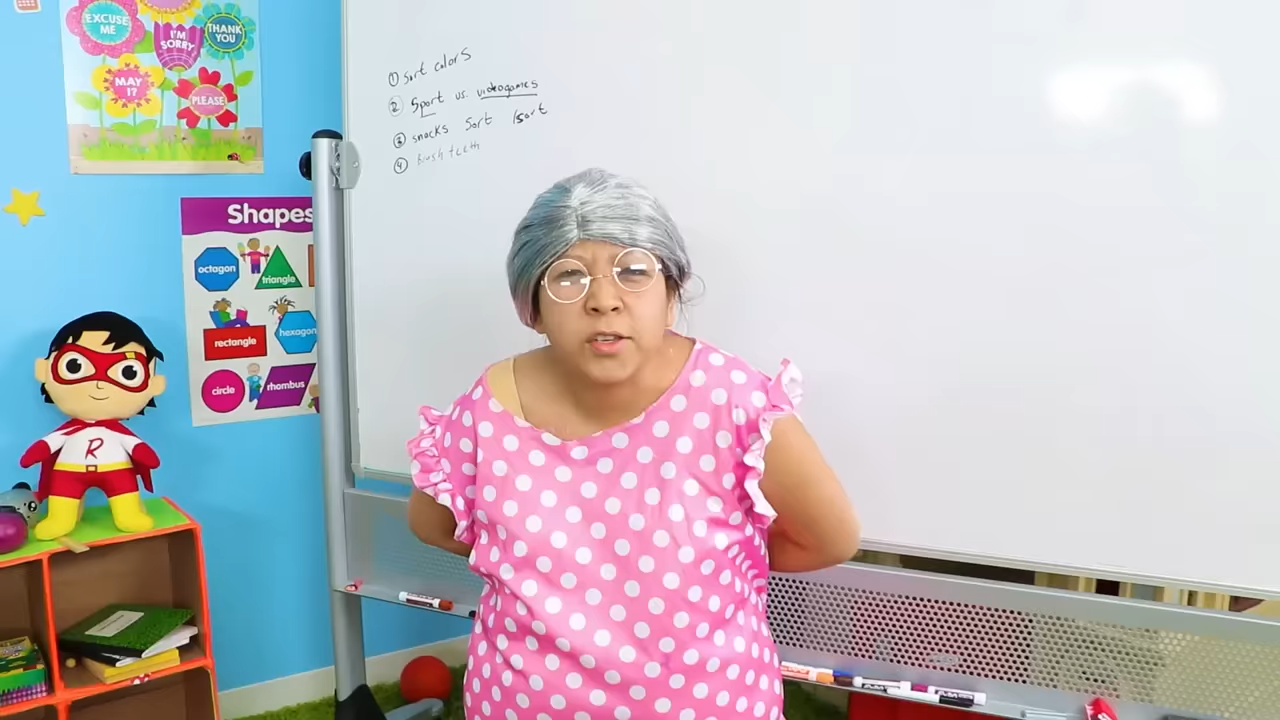 EXCUSE
ME
THANK
YOU
I'M
SORRY
MAY
I?
PLEASE
① Sort colors
② Sport vs. videogames
③ snacks Sort
④ Brush teeth
Shapes
octagon
triangle
rectangle
hexagon
circle
rhombus
R